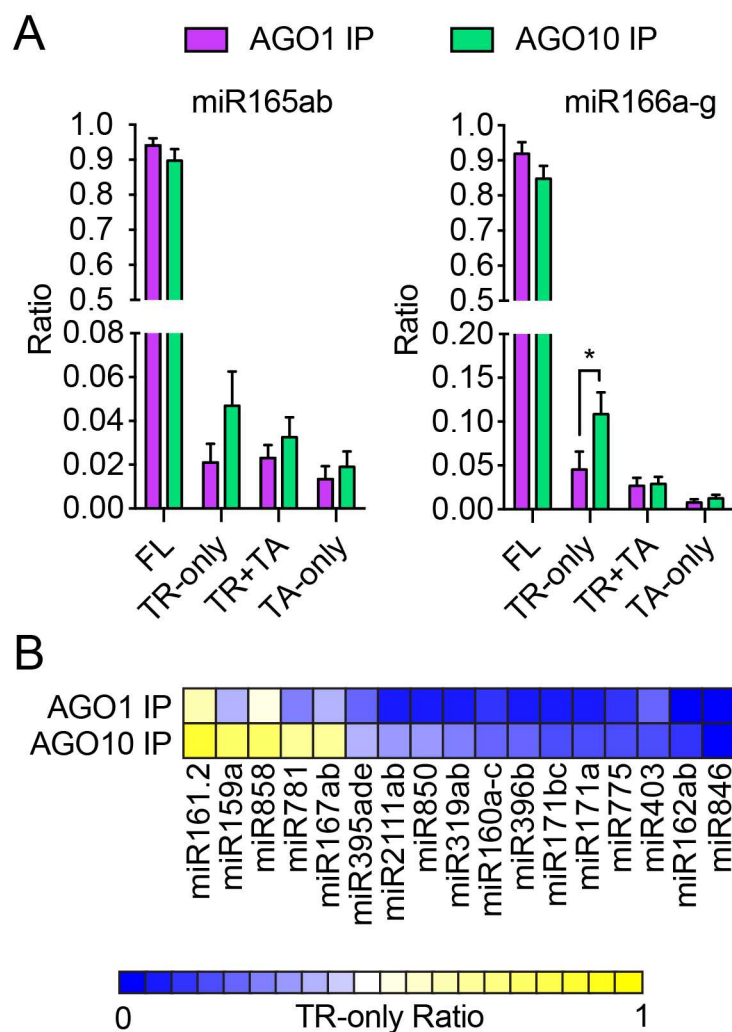 A
AGO1 IP AGO10 IP
miR165ab
Ratio
1.0
0.9
0.8
0.7
0.6
0.5
0.08
0.06
0.04
0.02
0.00
FL
TR-only
TR+TA
TA-only
miR166a-g
Ratio
1.0
0.9
0.8
0.7
0.6
0.5
0.20
0.15
0.10
0.05
0.00
*
FL
TR-only
TR+TA
TA-only
B
AGO1 IP
AGO10 IP
miR161.2
miR159a
miR858
miR781
miR167ab
miR395ade
miR2111ab
miR850
miR319ab
miR160a-c
miR396b
miR171bc
miR171a
miR775
miR403
miR162ab
miR846
0 TR-only Ratio 1